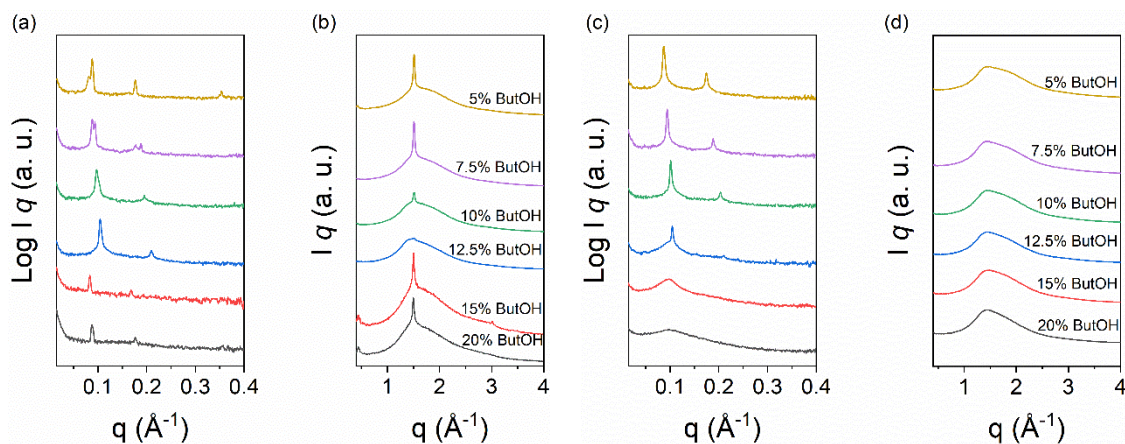 (a)
Log I q (a. u.)
0.1 0.2 0.3 0.4
q (Å⁻¹)
(b)
I q (a. u.)
5% ButOH
7.5% ButOH
10% ButOH
12.5% ButOH
15% ButOH
20% ButOH
1 2 3 4
q (Å⁻¹)
(c)
Log I q (a. u.)
0.1 0.2 0.3 0.4
q (Å⁻¹)
(d)
I q (a. u.)
5% ButOH
7.5% ButOH
10% ButOH
12.5% ButOH
15% ButOH
20% ButOH
1 2 3 4
q (Å⁻¹)